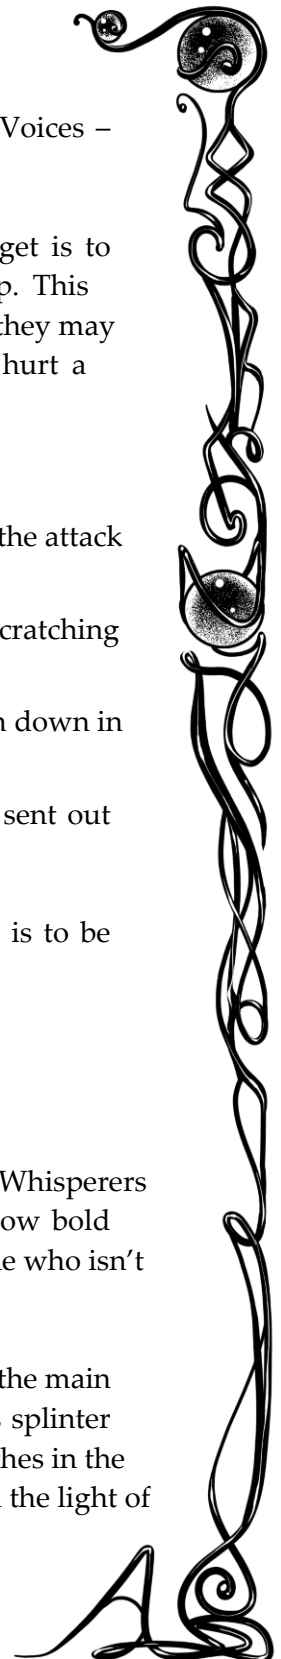 Voices –
get is to
p. This
they may
hurt a
the attack
cratching
n down in
sent out
is to be
Whisperers
ow bold
e who isn't
the main
splinter
hes in the
the light of